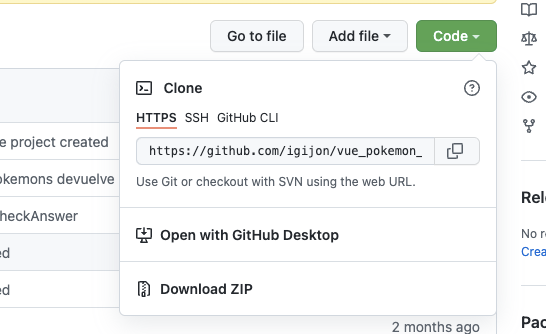 Go to file
Add file
Code
Clone
HTTPS SSH GitHub CLI
https://github.com/igijon/vue_pokemon_
Use Git or checkout with SVN using the web URL.
Open with GitHub Desktop
Download ZIP
e project created
okemons devuelve
heckAnswer
ed
ed
2 months ago
Rele
No re
Crea
Pac